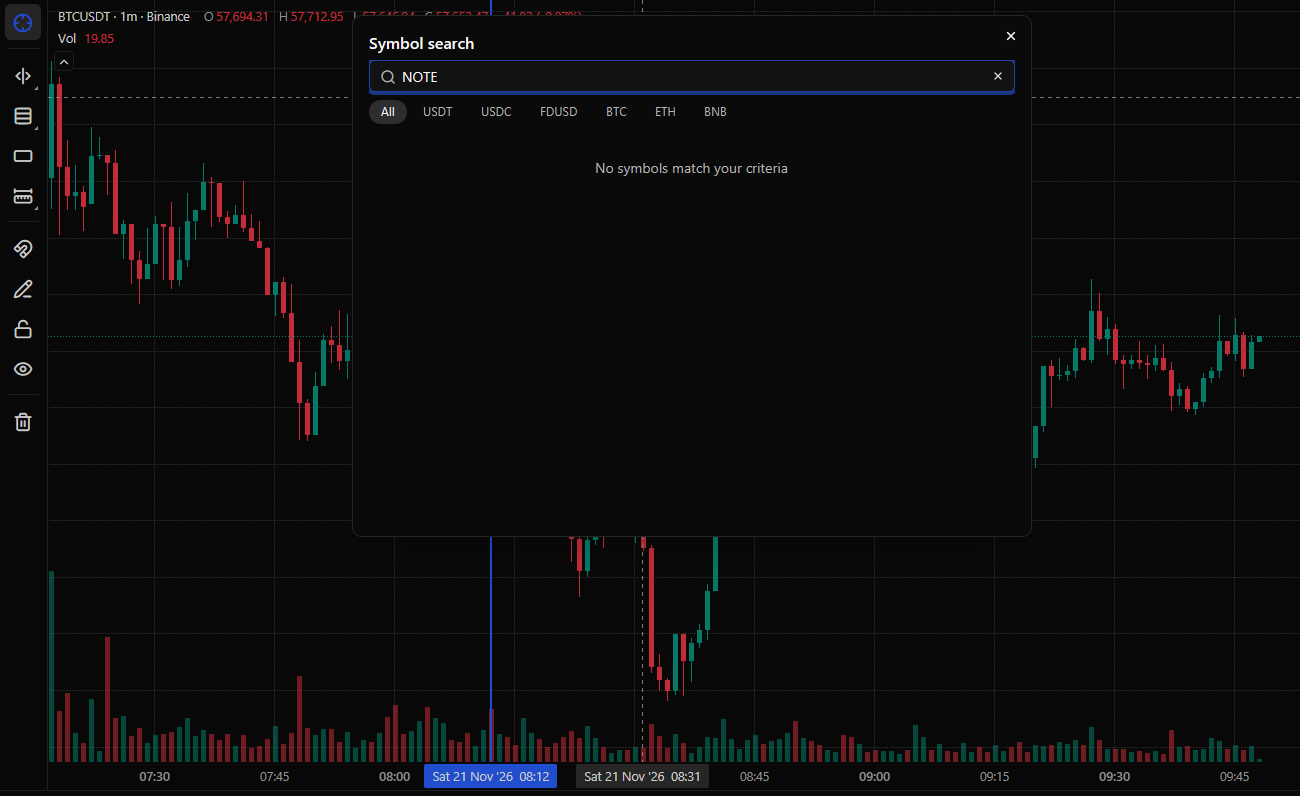 BTCUSDT · 1m · Binance O 57,694.31 H 57,712.95
Vol 19.85
Symbol search
NOTE
All USDT USDC FDUSD BTC ETH BNB
No symbols match your criteria
07:30 07:45 08:00 Sat 21 Nov '26 08:12 Sat 21 Nov '26 08:31 08:45 09:00 09:15 09:30 09:45